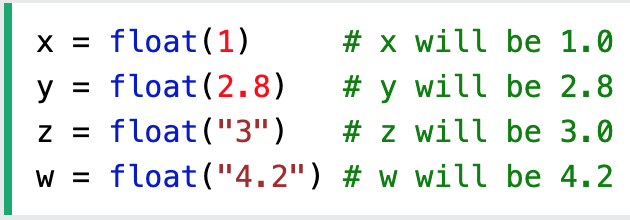 x = float(1)     # x will be 1.0
y = float(2.8)   # y will be 2.8
z = float("3")   # z will be 3.0
w = float("4.2") # w will be 4.2